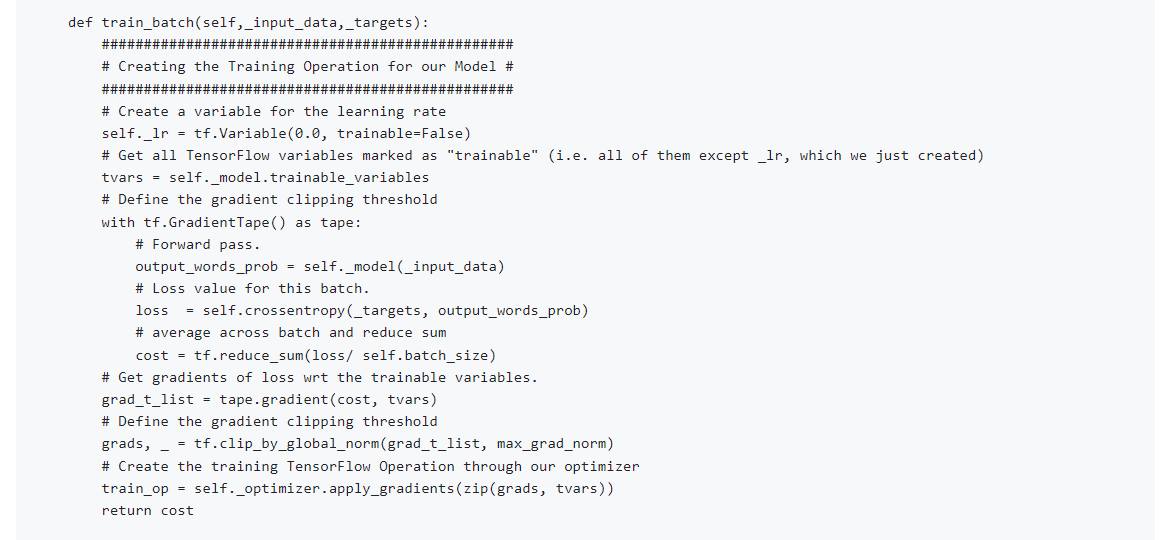 def train_batch(self,_input_data,_targets):
#################################################
# Creating the Training Operation for our Model #
#################################################
# Create a variable for the learning rate
self._lr = tf.Variable(0.0, trainable=False)
# Get all TensorFlow variables marked as "trainable" (i.e. all of them except _lr, which we just created)
tvars = self._model.trainable_variables
# Define the gradient clipping threshold
with tf.GradientTape() as tape:
# Forward pass.
output_words_prob = self._model(_input_data)
# Loss value for this batch.
loss  = self.crossentropy(_targets, output_words_prob)
# average across batch and reduce sum
cost = tf.reduce_sum(loss/ self.batch_size)
# Get gradients of loss wrt the trainable variables.
grad_t_list = tape.gradient(cost, tvars)
# Define the gradient clipping threshold
grads, _ = tf.clip_by_global_norm(grad_t_list, max_grad_norm)
# Create the training TensorFlow Operation through our optimizer
train_op = self._optimizer.apply_gradients(zip(grads, tvars))
return cost